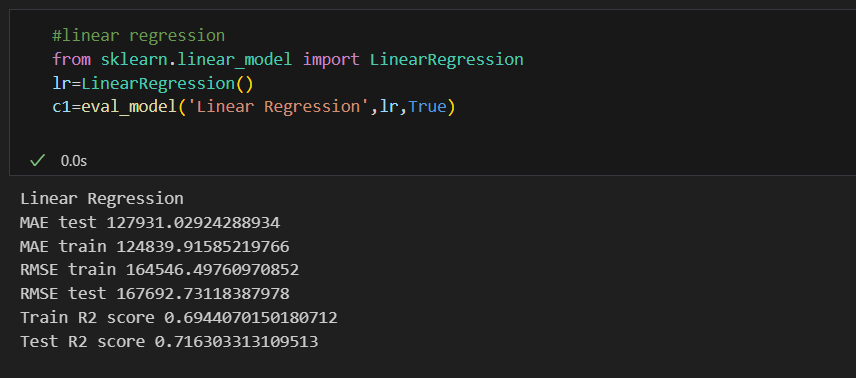 #linear regression
from sklearn.linear_model import LinearRegression
lr=LinearRegression()
c1=eval_model('Linear Regression',lr,True)
0.0s
Linear Regression
MAE test 127931.02924288934
MAE train 124839.91585219766
RMSE train 164546.49760970852
RMSE test 167692.73118387978
Train R2 score 0.6944070150180712
Test R2 score 0.716303313109513